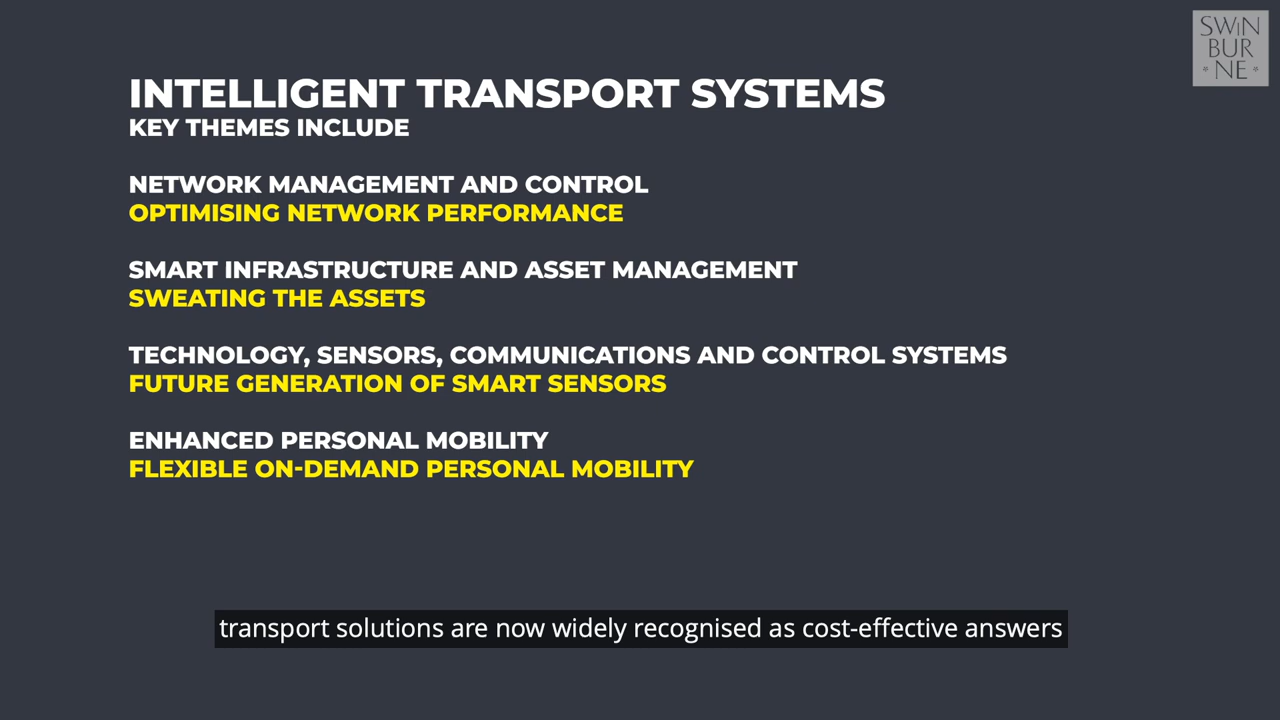 SWIN
BUR
NE
INTELLIGENT TRANSPORT SYSTEMS
KEY THEMES INCLUDE
NETWORK MANAGEMENT AND CONTROL
OPTIMISING NETWORK PERFORMANCE
SMART INFRASTRUCTURE AND ASSET MANAGEMENT
SWEATING THE ASSETS
TECHNOLOGY, SENSORS, COMMUNICATIONS AND CONTROL SYSTEMS
FUTURE GENERATION OF SMART SENSORS
ENHANCED PERSONAL MOBILITY
FLEXIBLE ON-DEMAND PERSONAL MOBILITY
transport solutions are now widely recognised as cost-effective answers